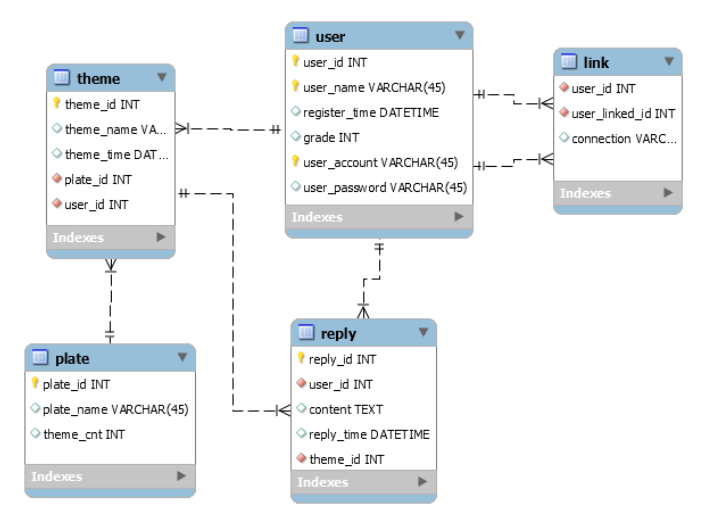 theme
theme_id INT
theme_name VA...
theme_time DAT...
plate_id INT
user_id INT
Indexes
user
user_id INT
user_name VARCHAR(45)
register_time DATETIME
grade INT
user_account VARCHAR(45)
user_password VARCHAR(45)
Indexes
link
user_id INT
user_linked_id INT
connection VARC...
Indexes
plate
plate_id INT
plate_name VARCHAR(45)
theme_cnt INT
Indexes
reply
reply_id INT
user_id INT
content TEXT
reply_time DATETIME
theme_id INT
Indexes